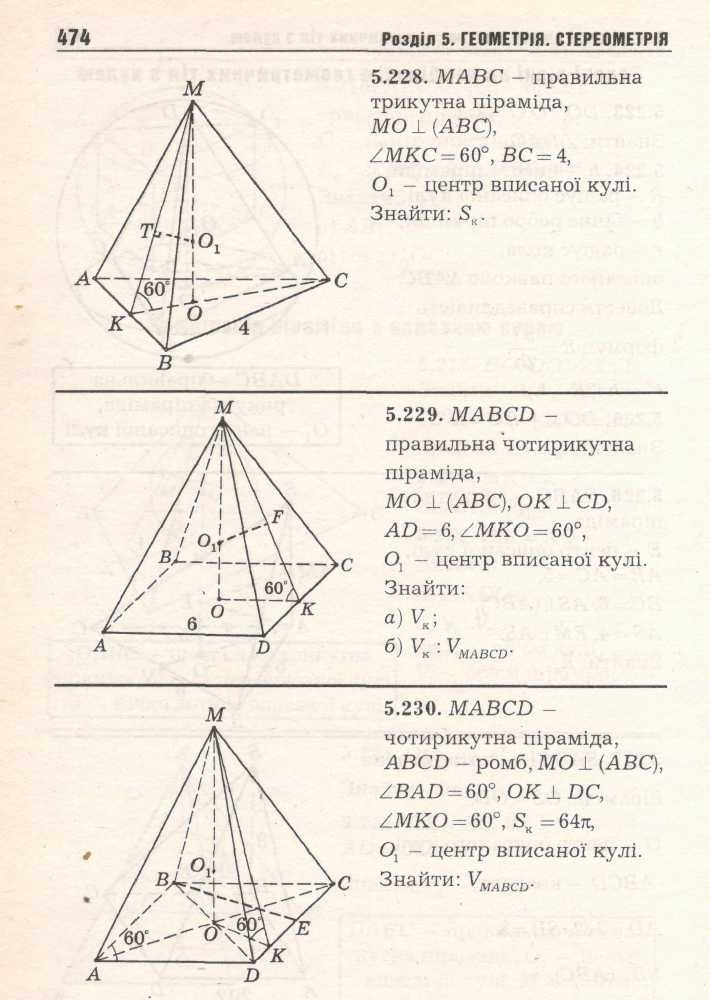 474
Розділ 5. ГЕОМЕТРІЯ. СТЕРЕОМЕТРІЯ
5.228. MABC – правильна
трикутна піраміда,
MO ⊥ (ABC),
∠MKC = 60°, BC = 4,
O₁ – центр вписаної кулі.
Знайти: Sк.
M
T
O₁
A
C
60°
K
O
4
B
5.229. MABCD –
правильна чотирикутна
піраміда,
MO ⊥ (ABC), OK ⊥ CD,
AD = 6, ∠MKO = 60°,
O₁ – центр вписаної кулі.
Знайти:
а) Vк;
б) Vк : VMABCD.
M
F
O₁
B
C
60°
O
K
6
A
D
5.230. MABCD –
чотирикутна піраміда,
ABCD – ромб, MO ⊥ (ABC),
∠BAD = 60°, OK ⊥ DC,
∠MKO = 60°, Sк = 64π,
O₁ – центр вписаної кулі.
Знайти: VMABCD.
M
O₁
B
C
E
60°
O
60°
K
A
D